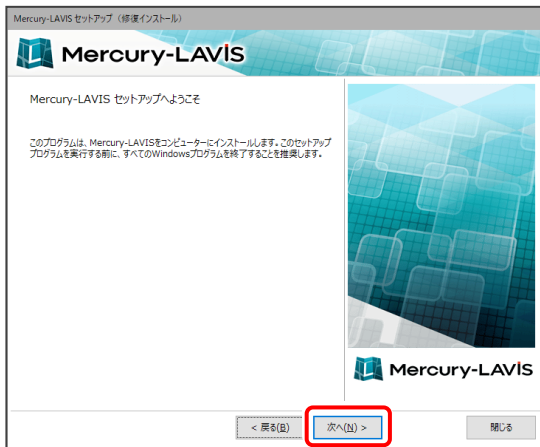 Mercury-LAVIS セットアップ（修復インストール）
Mercury-LAVIS
Mercury-LAVIS セットアップへようこそ
このプログラムは、Mercury-LAVISをコンピューターにインストールします。このセットアップ
プログラムを実行する前に、すべてのWindowsプログラムを終了することを推奨します。
Mercury-LAVIS
< 戻る(B)
次へ(N) >
閉じる